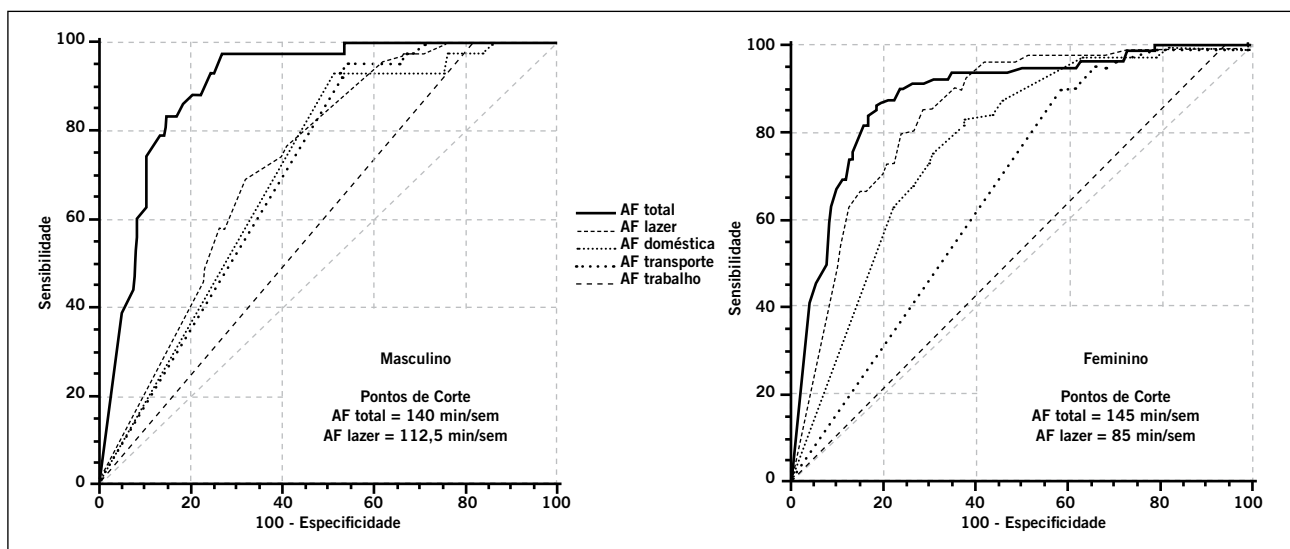 100
80
60
40
20
0
Sensibilidade
0
20
40
60
80
100
100 - Especificidade
Masculino
Pontos de Corte
AF total = 140 min/sem
AF lazer = 112,5 min/sem
AF total
AF lazer
AF doméstica
AF transporte
AF trabalho
100
80
60
40
20
0
Sensibilidade
0
20
40
60
80
100
100 - Especificidade
Feminino
Pontos de Corte
AF total = 145 min/sem
AF lazer = 85 min/sem